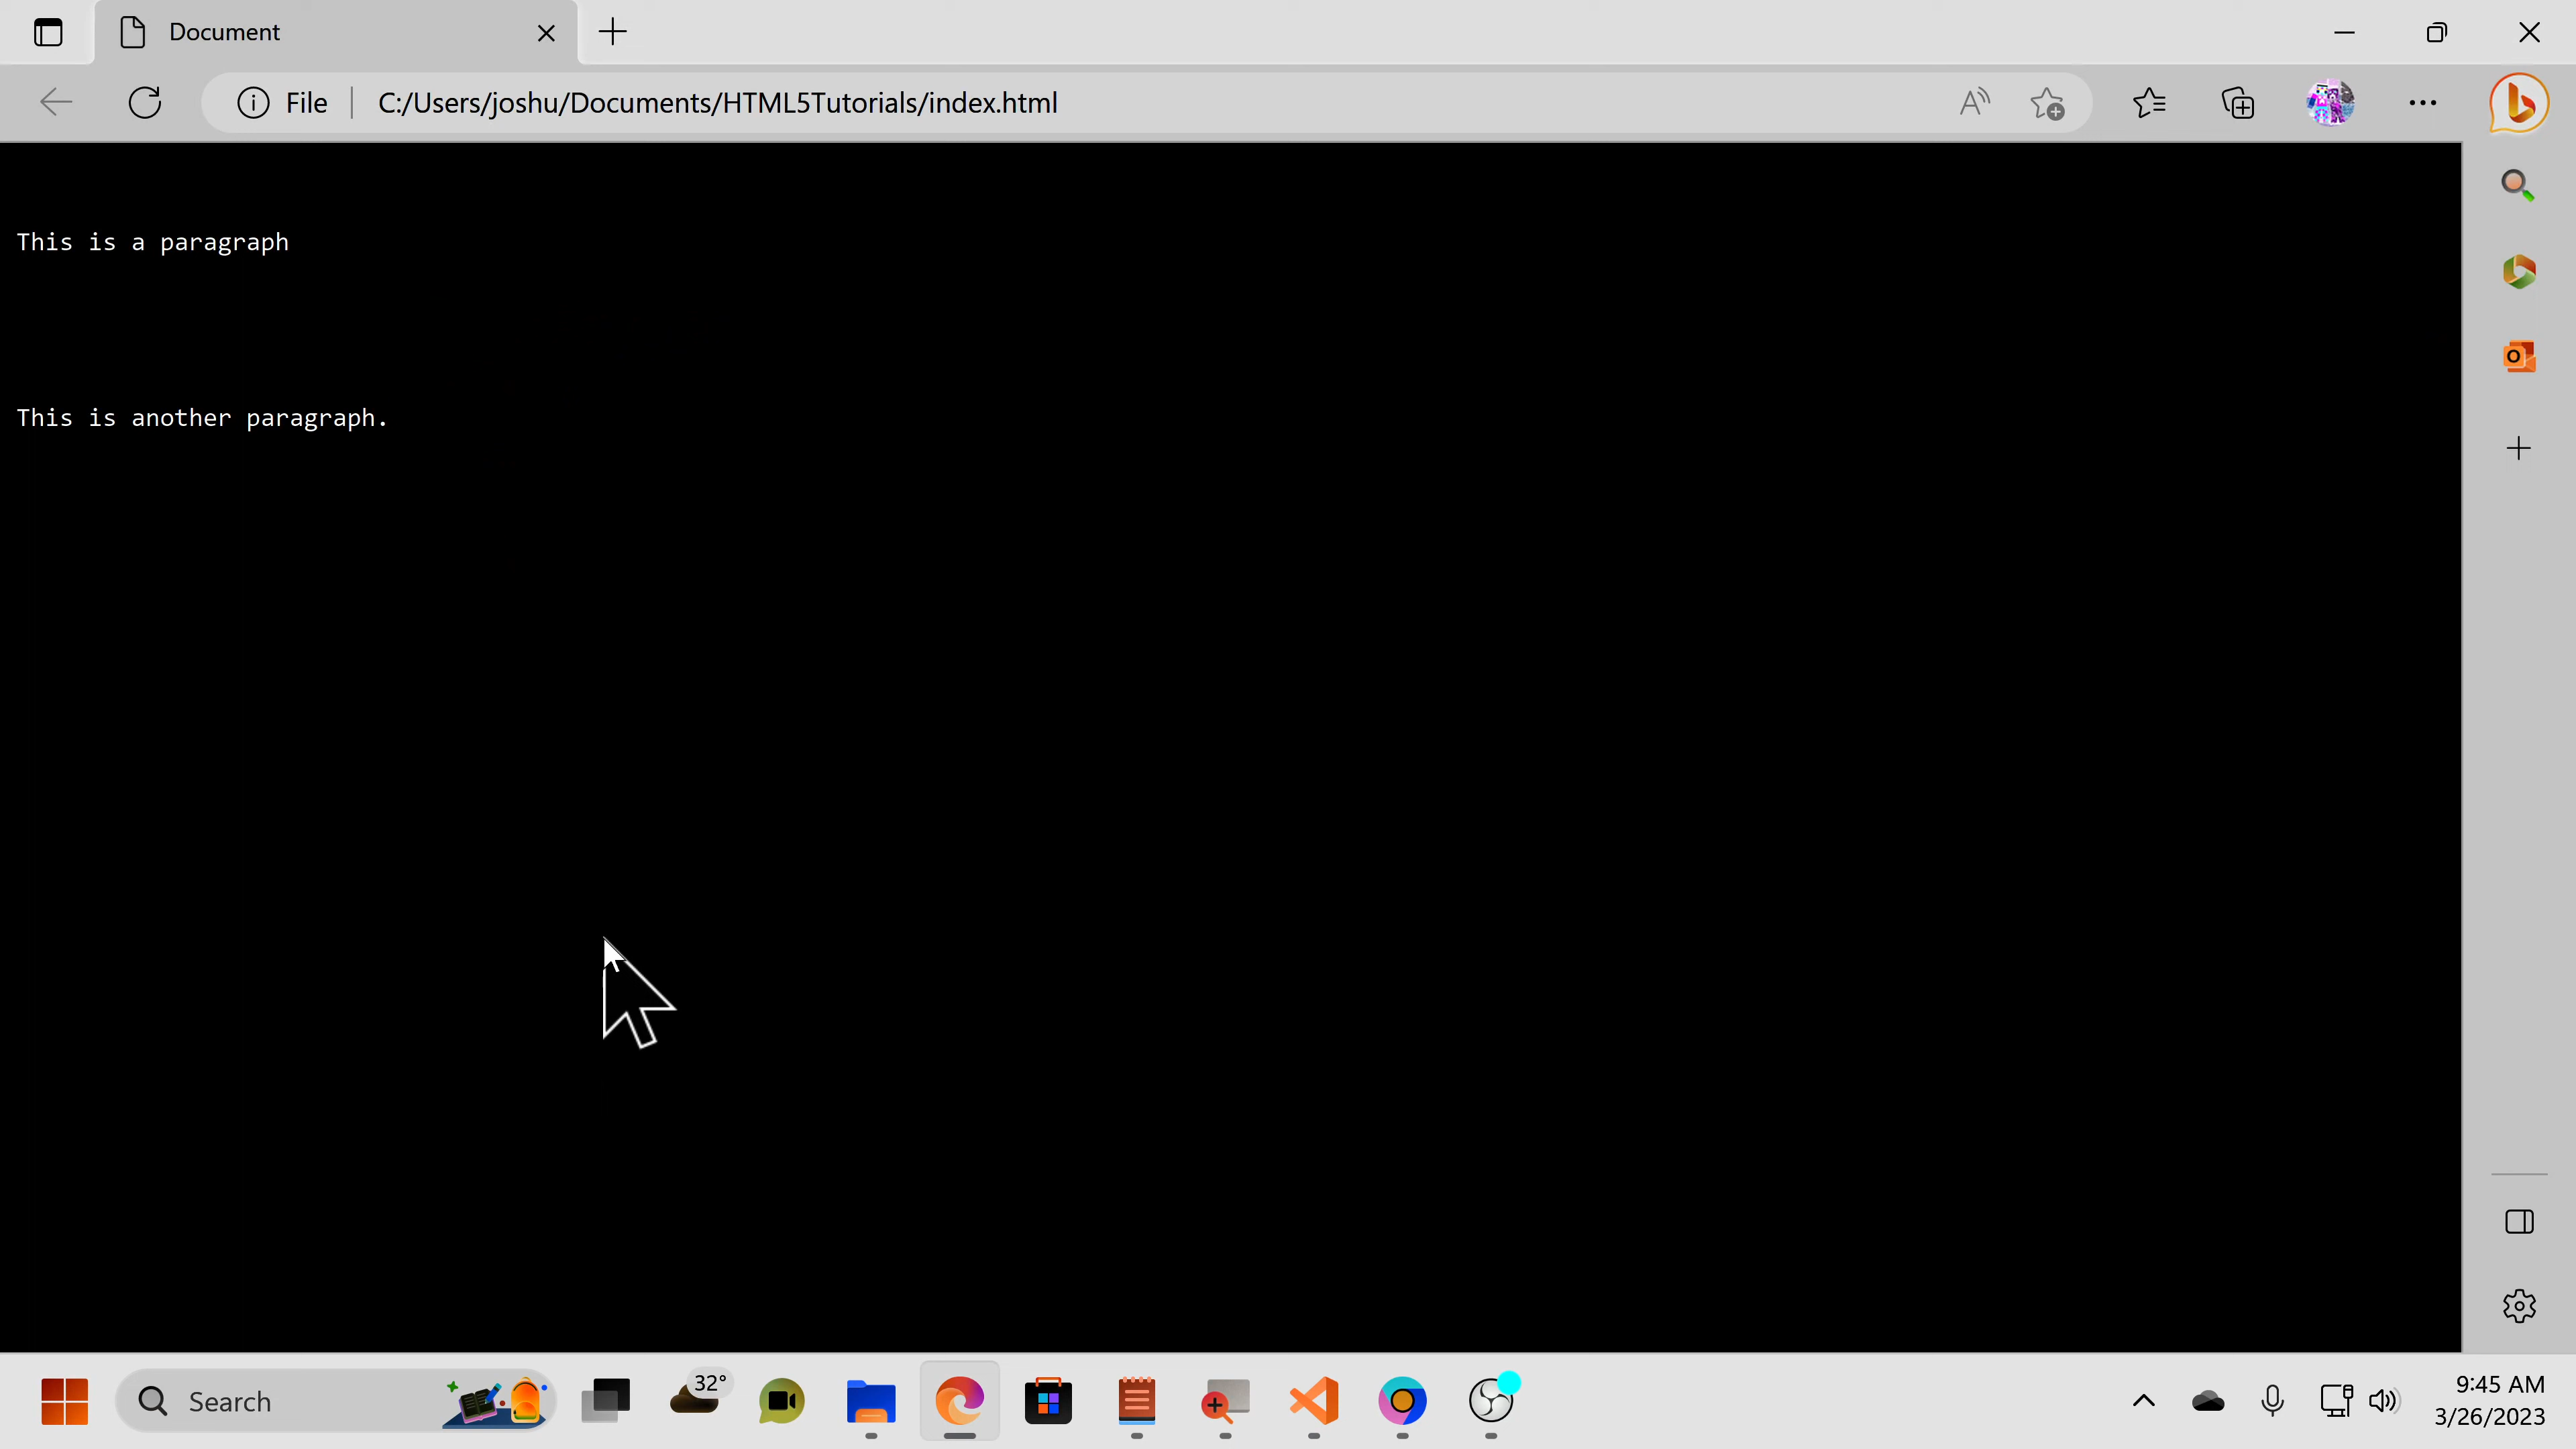 Document
File
C:/Users/joshu/Documents/HTML5Tutorials/index.html
This is a paragraph
This is another paragraph.
Search
32°
9:45 AM
3/26/2023